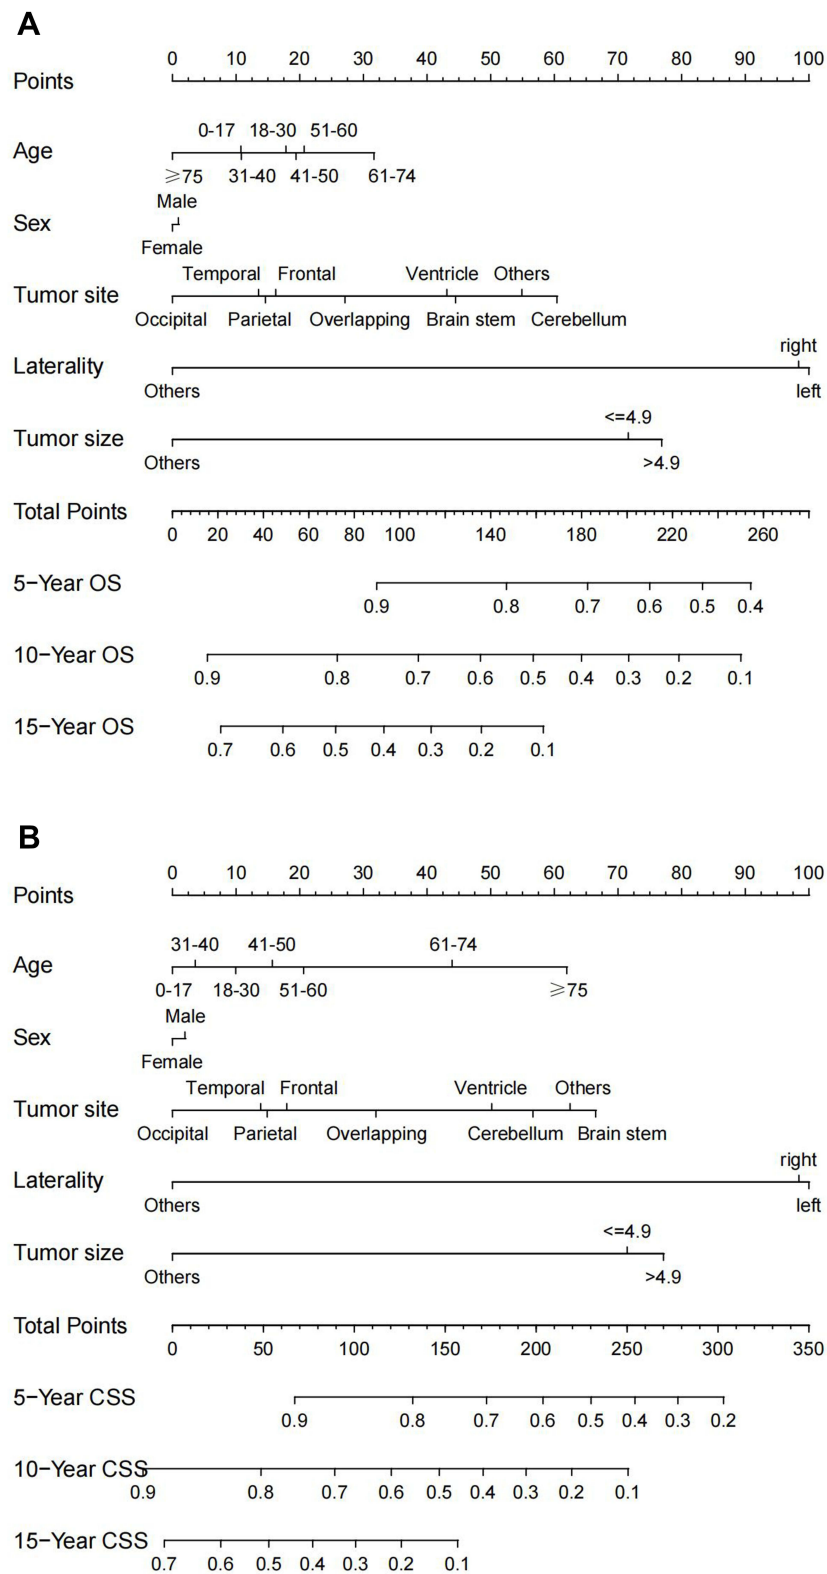 A
0 10 20 30 40 50 60 70 80 90 100
Points
0-17 18-30 51-60
Age
≥75 31-40 41-50 61-74
Male
Sex
Female
Temporal Frontal Ventricle Others
Tumor site
Occipital Parietal Overlapping Brain stem Cerebellum
right
Laterality
Others left
<=4.9
Tumor size
Others >4.9
Total Points
0 20 40 60 80 100 140 180 220 260
5−Year OS
0.9 0.8 0.7 0.6 0.5 0.4
10−Year OS
0.9 0.8 0.7 0.6 0.5 0.4 0.3 0.2 0.1
15−Year OS
0.7 0.6 0.5 0.4 0.3 0.2 0.1
B
0 10 20 30 40 50 60 70 80 90 100
Points
31-40 41-50 61-74
Age
0-17 18-30 51-60 ≥75
Male
Sex
Female
Temporal Frontal Ventricle Others
Tumor site
Occipital Parietal Overlapping Cerebellum Brain stem
right
Laterality
Others left
<=4.9
Tumor size
Others >4.9
Total Points
0 50 100 150 200 250 300 350
5−Year CSS
0.9 0.8 0.7 0.6 0.5 0.4 0.3 0.2
10−Year CSS
0.9 0.8 0.7 0.6 0.5 0.4 0.3 0.2 0.1
15−Year CSS
0.7 0.6 0.5 0.4 0.3 0.2 0.1